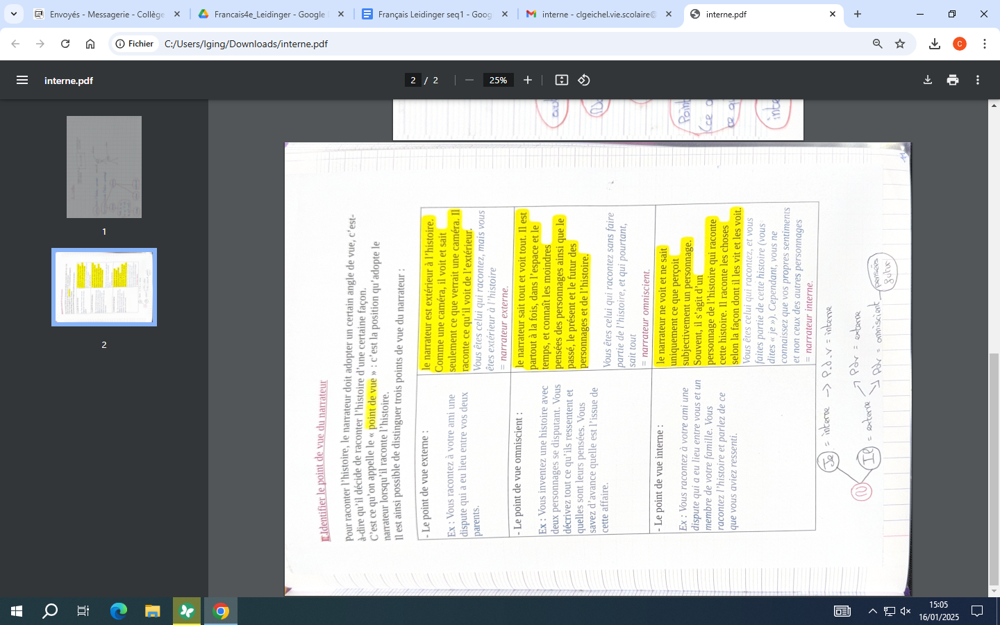 Envoyés - Messagerie - Collège
Francais4e_Leidinger - Google
Français Leidinger seq1 - Goog
interne - clgeichel.vie.scolaire@
interne.pdf
Fichier
C:/Users/lging/Downloads/interne.pdf
C
interne.pdf
2 / 2
25%
1
2
Point
(ce
ce qu
inte
II.Identifier le point de vue du narrateur
Pour raconter l'histoire, le narrateur doit adopter un certain angle de vue, c'est-
à-dire qu'il décide de raconter l'histoire d'une certaine façon.
C'est ce qu'on appelle le « point de vue » : c'est la position qu'adopte le
narrateur lorsqu'il raconte l'histoire.
Il est ainsi possible de distinguer trois points de vue du narrateur :
- Le point de vue externe :
Ex : Vous racontez à votre ami une
dispute qui a eu lieu entre vos deux
parents.
le narrateur est extérieur à l'histoire.
Comme une caméra, il voit et sait
seulement ce que verrait une caméra. Il
raconte ce qu'il voit de l'extérieur.
Vous êtes celui qui racontez, mais vous
êtes extérieur à l'histoire
= narrateur externe.
- Le point de vue omniscient :
Ex : Vous inventez une histoire avec
deux personnages se disputant. Vous
décrivez tout ce qu'ils ressentent et
quelles sont leurs pensées. Vous
savez d'avance quelle est l'issue de
cette affaire.
le narrateur sait tout et voit tout. Il est
partout à la fois, dans l'espace et le
temps, et connaît les moindres
pensées des personnages ainsi que le
passé, le présent et le futur des
personnages et de l'histoire.
Vous êtes celui qui racontez sans faire
partie de l'histoire, et qui pourtant,
sait tout
= narrateur omniscient.
- Le point de vue interne :
Ex : Vous racontez à votre ami une
dispute qui a eu lieu entre vous et un
membre de votre famille. Vous
racontez l'histoire et parlez de ce
que vous aviez ressenti.
le narrateur ne voit et ne sait
uniquement ce que perçoit
subjectivement un personnage.
Souvent, il s'agit d'un
personnage de l'histoire qui raconte
cette histoire. Il raconte les choses
selon la façon dont il les vit et les voit.
Vous êtes celui qui racontez, et vous
faites partie de cette histoire (vous
dites « je »). Cependant, vous ne
connaissez que vos propres sentiments
et non ceux des autres personnages
= narrateur interne.
Je = interne → P.d.v = interne
Il = externe
Pdv = externe
Pdv = omniscient
pensées
futur
15:05
16/01/2025